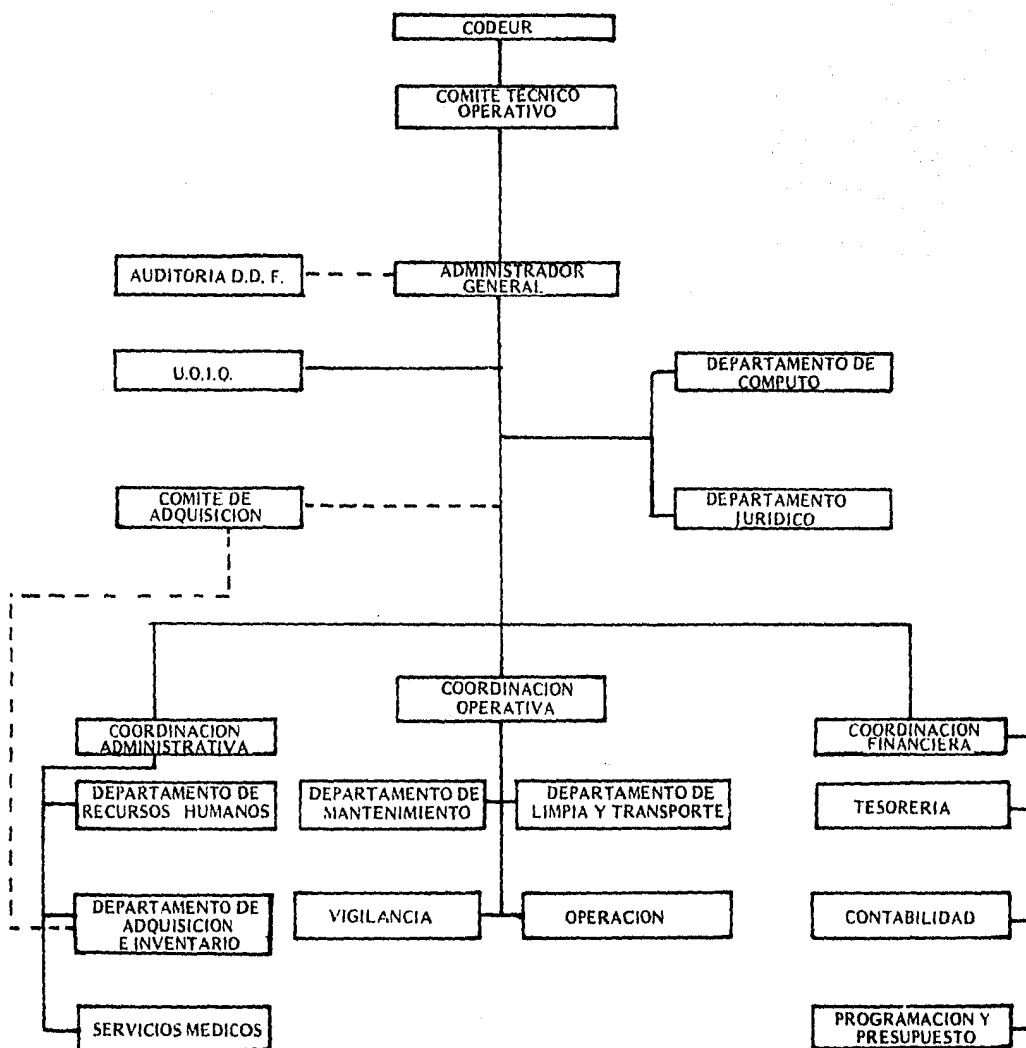 CODEUR
COMITE TECNICO
OPERATIVO
AUDITORIA D.D. F.
ADMINISTRADOR
GENERAL
U.O.I.Q.
DEPARTAMENTO DE
COMPUTO
COMITE DE
ADQUISICION
DEPARTAMENTO
JURIDICO
COORDINACION
OPERATIVA
COORDINACION
ADMINISTRATIVA
COORDINACION
FINANCIERA
DEPARTAMENTO DE
RECURSOS HUMANOS
DEPARTAMENTO DE
MANTENIMIENTO
DEPARTAMENTO DE
LIMPIA Y TRANSPORTE
TESORERIA
DEPARTAMENTO DE
ADQUISICION
E INVENTARIO
VIGILANCIA
OPERACION
CONTABILIDAD
SERVICIOS MEDICOS
PROGRAMACION Y
PRESUPUESTO